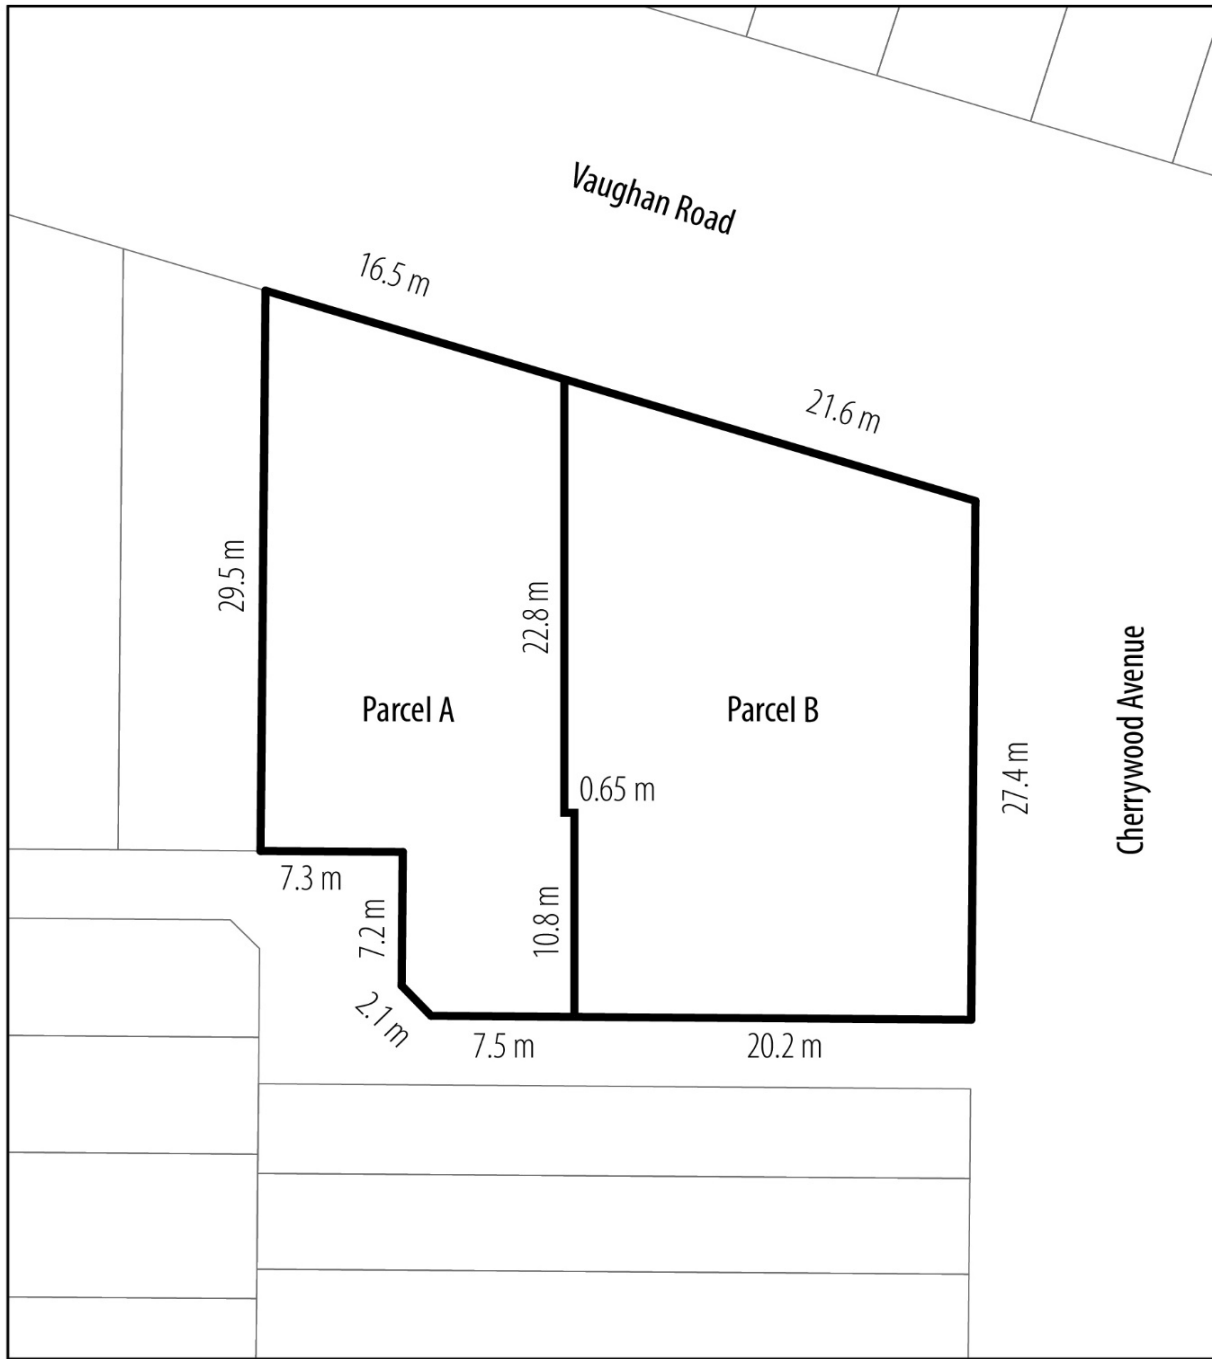 Vaughan Road
16.5 m
21.6 m
29.5 m
22.8 m
Cherrywood Avenue
Parcel A
Parcel B
0.65 m
27.4 m
7.3 m
7.2 m
10.8 m
2.1 m
7.5 m
20.2 m